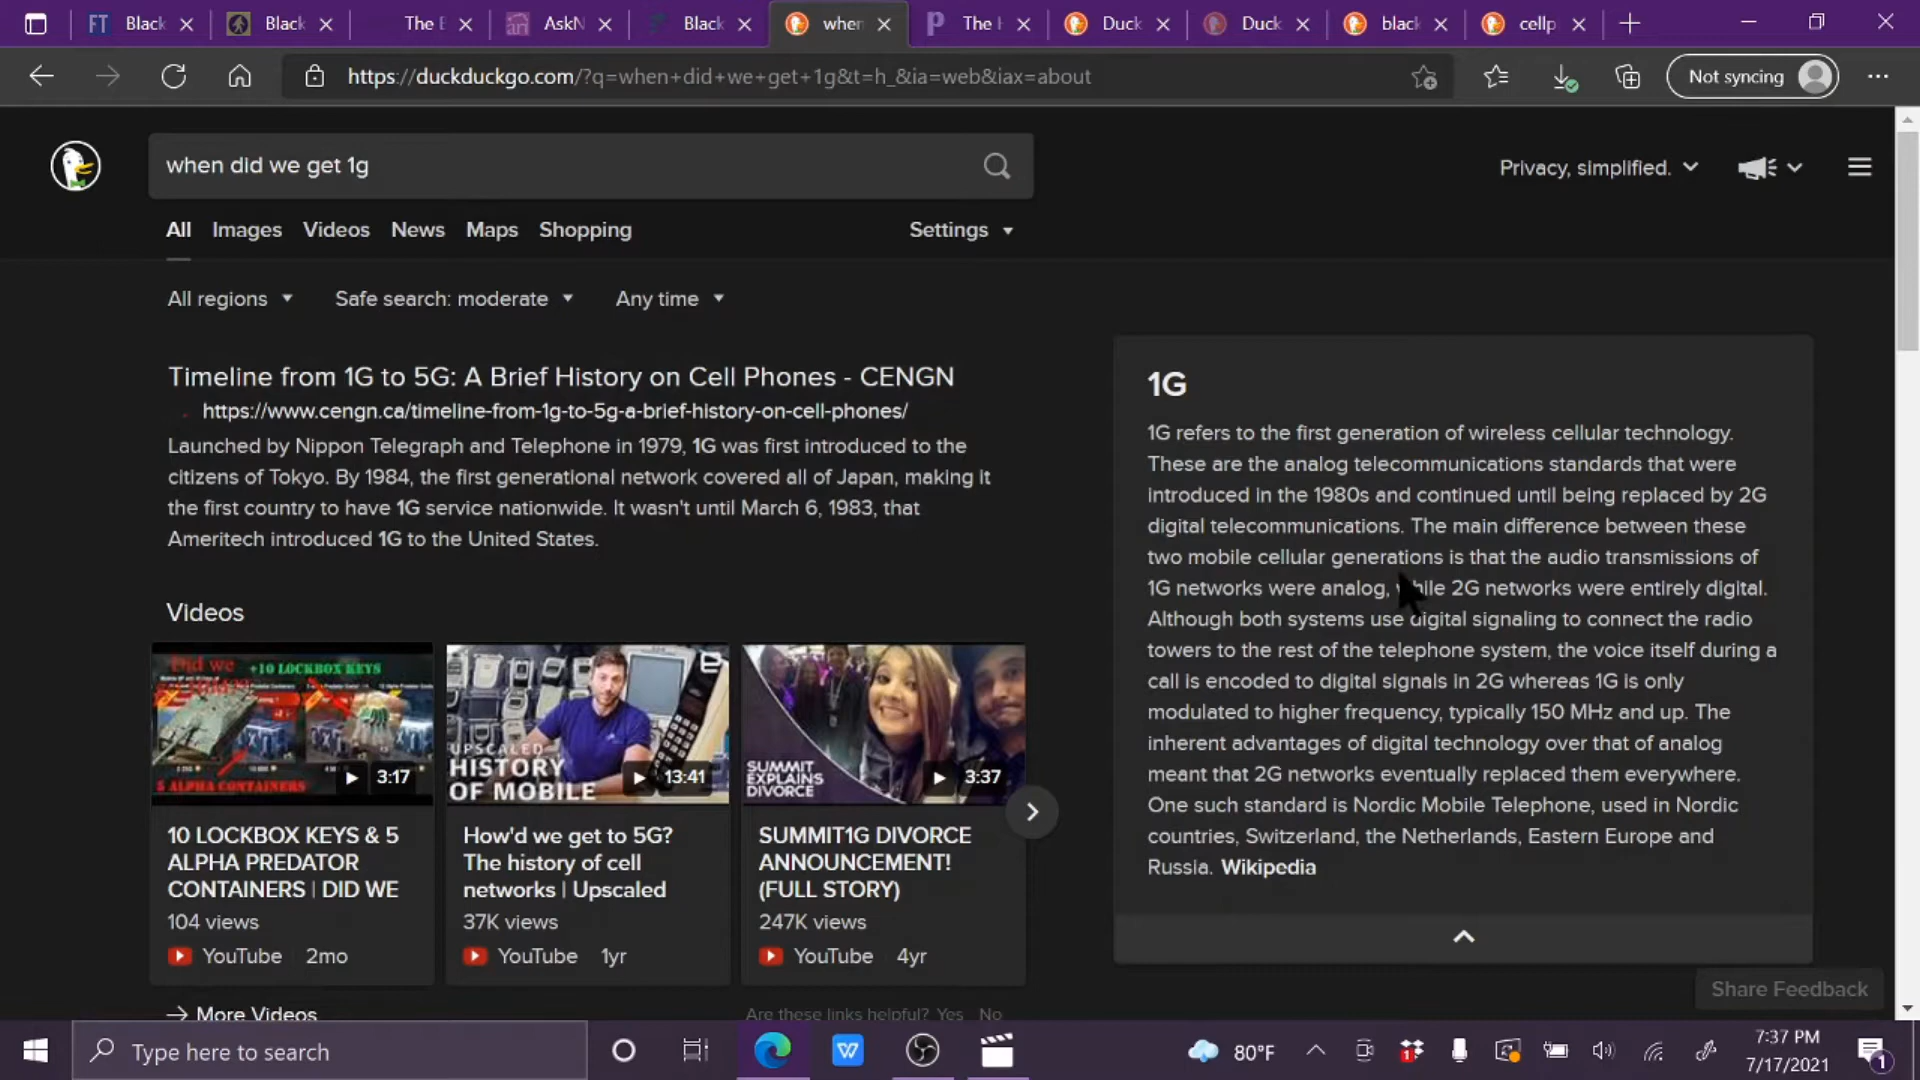 FT Black
Black
The E
AskN
Black
when
The H
Duck
Duck
black
cellp
https://duckduckgo.com/?q=when+did+we+get+1g&t=h_&ia=web&iax=about
Not syncing
when did we get 1g
Privacy, simplified.
All Images Videos News Maps Shopping
Settings
All regions
Safe search: moderate
Any time
Timeline from 1G to 5G: A Brief History on Cell Phones - CENGN
https://www.cengn.ca/timeline-from-1g-to-5g-a-brief-history-on-cell-phones/
Launched by Nippon Telegraph and Telephone in 1979, 1G was first introduced to the
citizens of Tokyo. By 1984, the first generational network covered all of Japan, making it
the first country to have 1G service nationwide. It wasn't until March 6, 1983, that
Ameritech introduced 1G to the United States.
1G
1G refers to the first generation of wireless cellular technology.
These are the analog telecommunications standards that were
introduced in the 1980s and continued until being replaced by 2G
digital telecommunications. The main difference between these
two mobile cellular generations is that the audio transmissions of
1G networks were analog, while 2G networks were entirely digital.
Although both systems use digital signaling to connect the radio
towers to the rest of the telephone system, the voice itself during a
call is encoded to digital signals in 2G whereas 1G is only
modulated to higher frequency, typically 150 MHz and up. The
inherent advantages of digital technology over that of analog
meant that 2G networks eventually replaced them everywhere.
One such standard is Nordic Mobile Telephone, used in Nordic
countries, Switzerland, the Netherlands, Eastern Europe and
Russia. Wikipedia
Videos
Did we
+10 LOCKBOX KEYS
5 ALPHA CONTAINERS
3:17
UPSCALED
HISTORY
OF MOBILE
13:41
SUMMIT
EXPLAINS
DIVORCE
3:37
10 LOCKBOX KEYS & 5
ALPHA PREDATOR
CONTAINERS | DID WE
104 views
YouTube 2mo
How'd we get to 5G?
The history of cell
networks | Upscaled
37K views
YouTube 1yr
SUMMIT1G DIVORCE
ANNOUNCEMENT!
(FULL STORY)
247K views
YouTube 4yr
More Videos
Are these links helpful? Yes No
Share Feedback
Type here to search
80°F
7:37 PM
7/17/2021
1